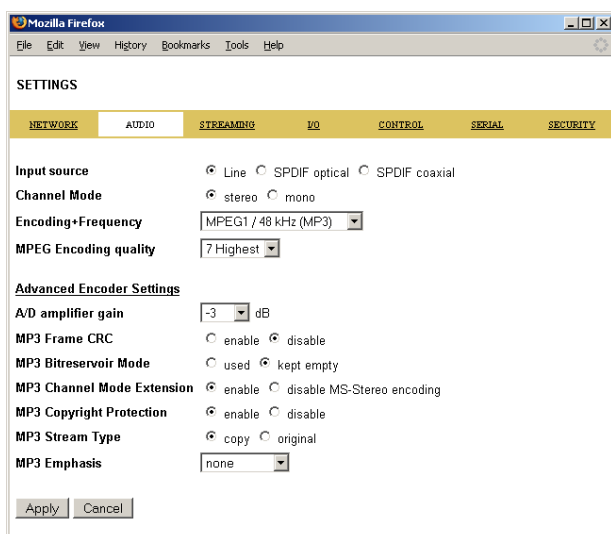 Mozilla Firefox
File Edit View History Bookmarks Tools Help
SETTINGS
NETWORK AUDIO STREAMING I/O CONTROL SERIAL SECURITY
Input source Line SPDIF optical SPDIF coaxial
Channel Mode stereo mono
Encoding+Frequency MPEG1 / 48 kHz (MP3)
MPEG Encoding quality 7 Highest
Advanced Encoder Settings
A/D amplifier gain -3 dB
MP3 Frame CRC enable disable
MP3 Bitreservoir Mode used kept empty
MP3 Channel Mode Extension enable disable MS-Stereo encoding
MP3 Copyright Protection enable disable
MP3 Stream Type copy original
MP3 Emphasis none
Apply Cancel